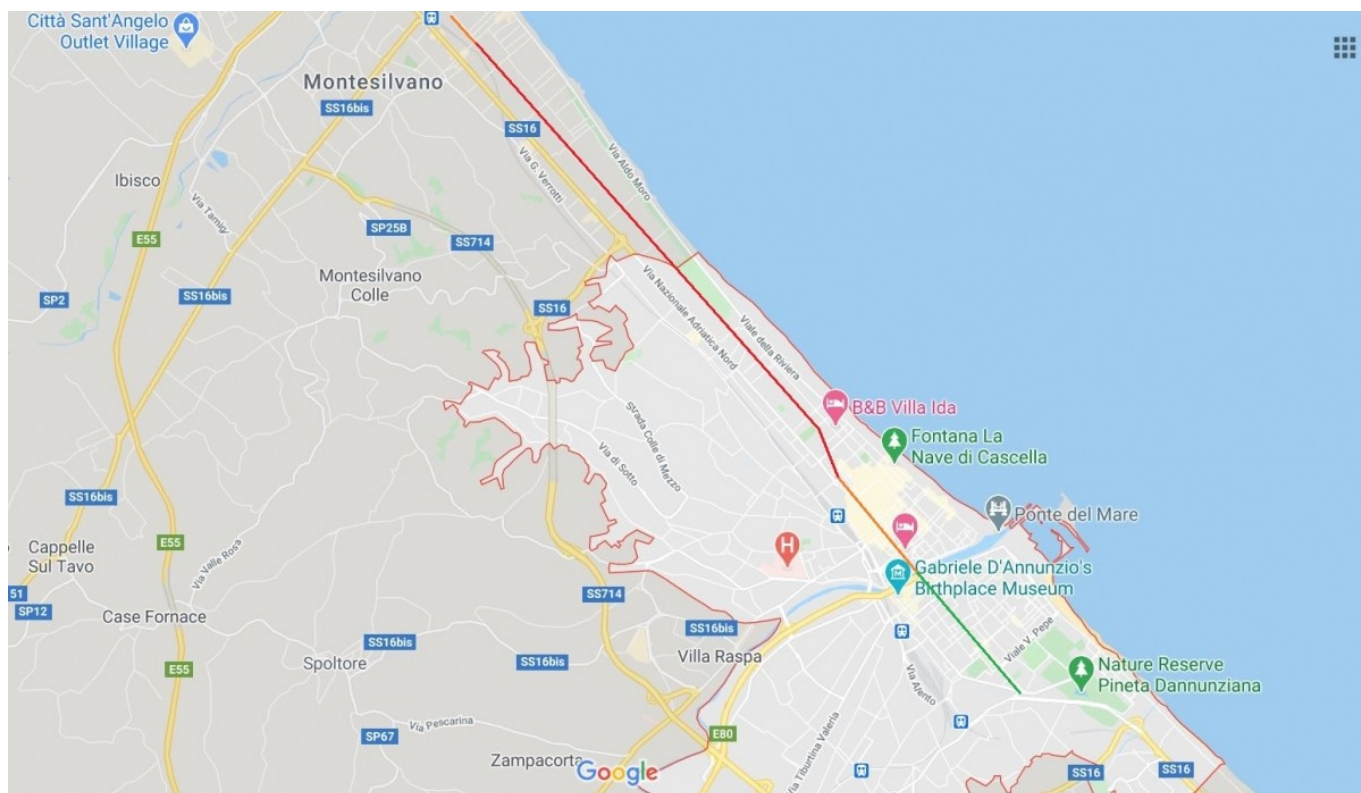 Città Sant'Angelo
Outlet Village
Montesilvano
SS16bis
SS16
Via G. Verrotti
Via Aldo Moro
Ibisco
Via Tamigi
SP25B
E55
SS714
Montesilvano
Colle
SP2
SS16bis
SS16
Via Nazionale Adriatica Nord
Viale della Riviera
B&B Villa Ida
Strada Colle di Mezzo
Via di Sotto
Fontana La
Nave di Cascella
SS16bis
Ponte del Mare
Cappelle
Sul Tavo
E55
Via Valle Rosa
H
Gabriele D'Annunzio's
Birthplace Museum
51
SP12
SS714
Case Fornace
SS16bis
SS16bis
Villa Raspa
Viale V. Pepe
Spoltore
SS16bis
E55
Nature Reserve
Pineta Dannunziana
Via Alento
Via Pescarina
SP67
E80
Via Tiburtina Valeria
Zampacorta
Google
SS16
SS16